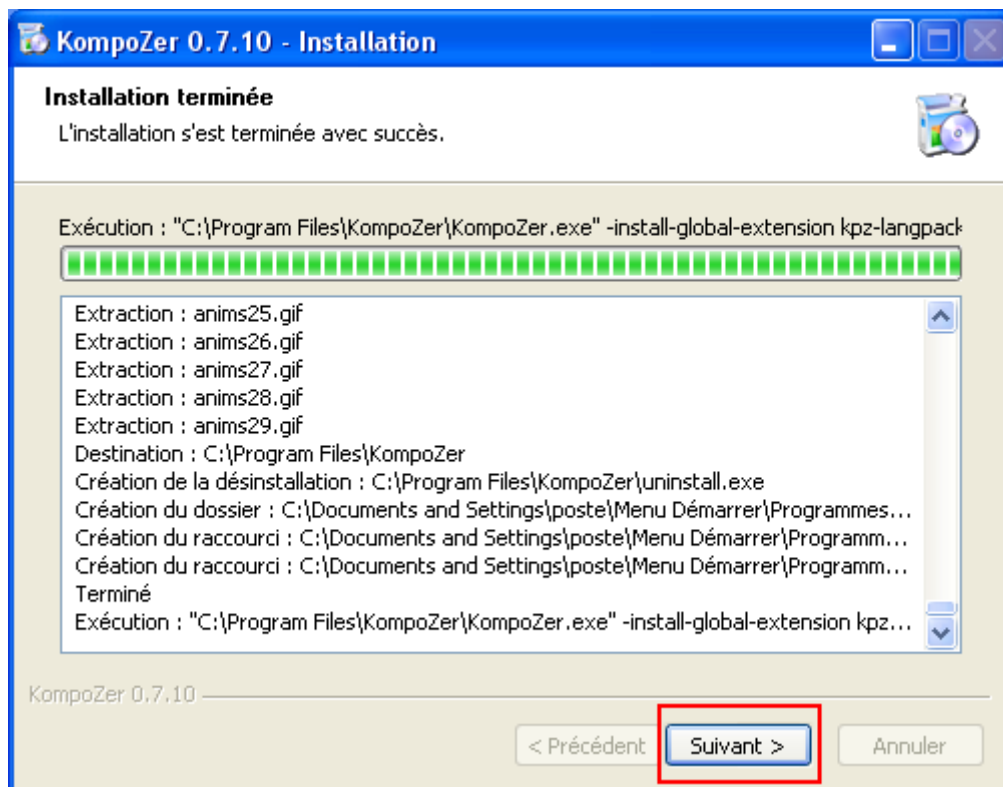 KompoZer 0.7.10 - Installation
Installation terminée
L'installation s'est terminée avec succès.
Exécution : "C:\Program Files\KompoZer\KompoZer.exe" -install-global-extension kpz-langpack
Extraction : anims25.gif
Extraction : anims26.gif
Extraction : anims27.gif
Extraction : anims28.gif
Extraction : anims29.gif
Destination : C:\Program Files\KompoZer
Création de la désinstallation : C:\Program Files\KompoZer\uninstall.exe
Création du dossier : C:\Documents and Settings\poste\Menu Démarrer\Programmes...
Création du raccourci : C:\Documents and Settings\poste\Menu Démarrer\Programm...
Création du raccourci : C:\Documents and Settings\poste\Menu Démarrer\Programm...
Terminé
Exécution : "C:\Program Files\KompoZer\KompoZer.exe" -install-global-extension kpz...
KompoZer 0.7.10
< Précédent Suivant > Annuler